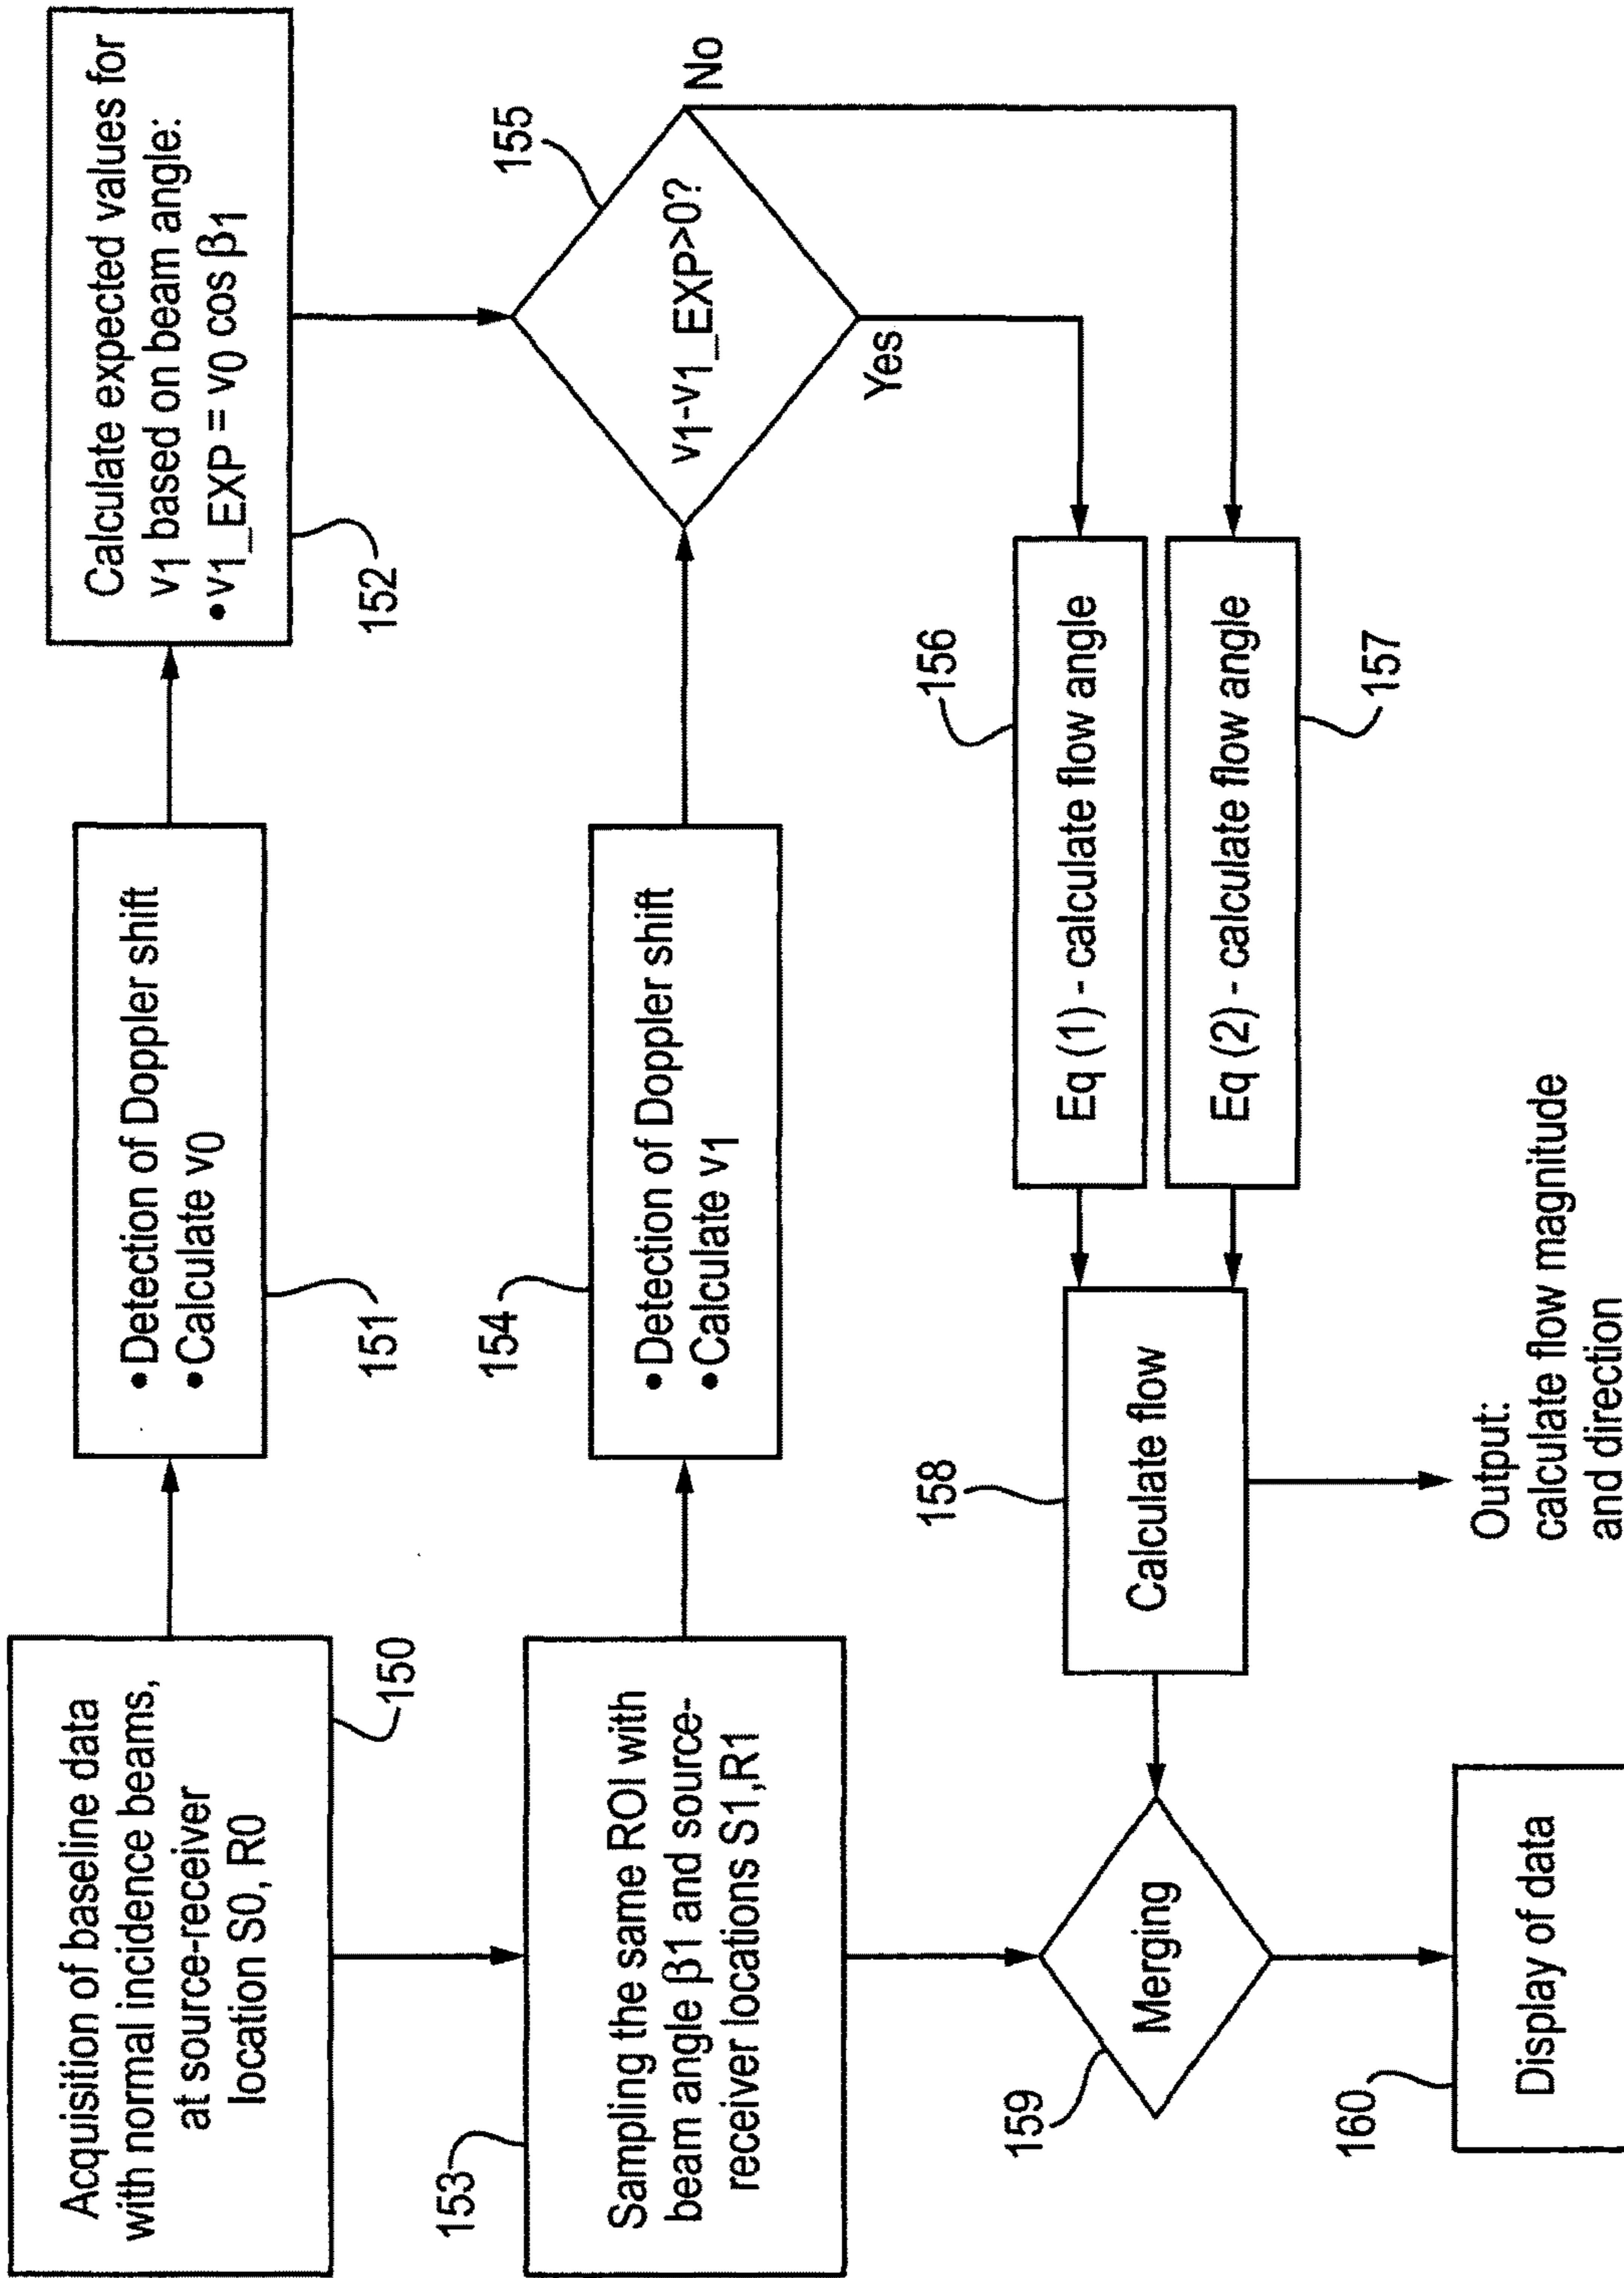 Acquisition of baseline data
with normal incidence beams,
at source-receiver
location S0, R0
150
• Detection of Doppler shift
• Calculate v0
151
Calculate expected values for
v1 based on beam angle:
• v1_EXP = v0 cos β1
152
Sampling the same ROI with
beam angle β1 and source-
receiver locations S1,R1
153
• Detection of Doppler shift
• Calculate v1
154
v1-v1_EXP>0?
155
No
Yes
Eq (1) - calculate flow angle
156
Eq (2) - calculate flow angle
157
Calculate flow
158
Output:
calculate flow magnitude
and direction
Merging
159
Display of data
160